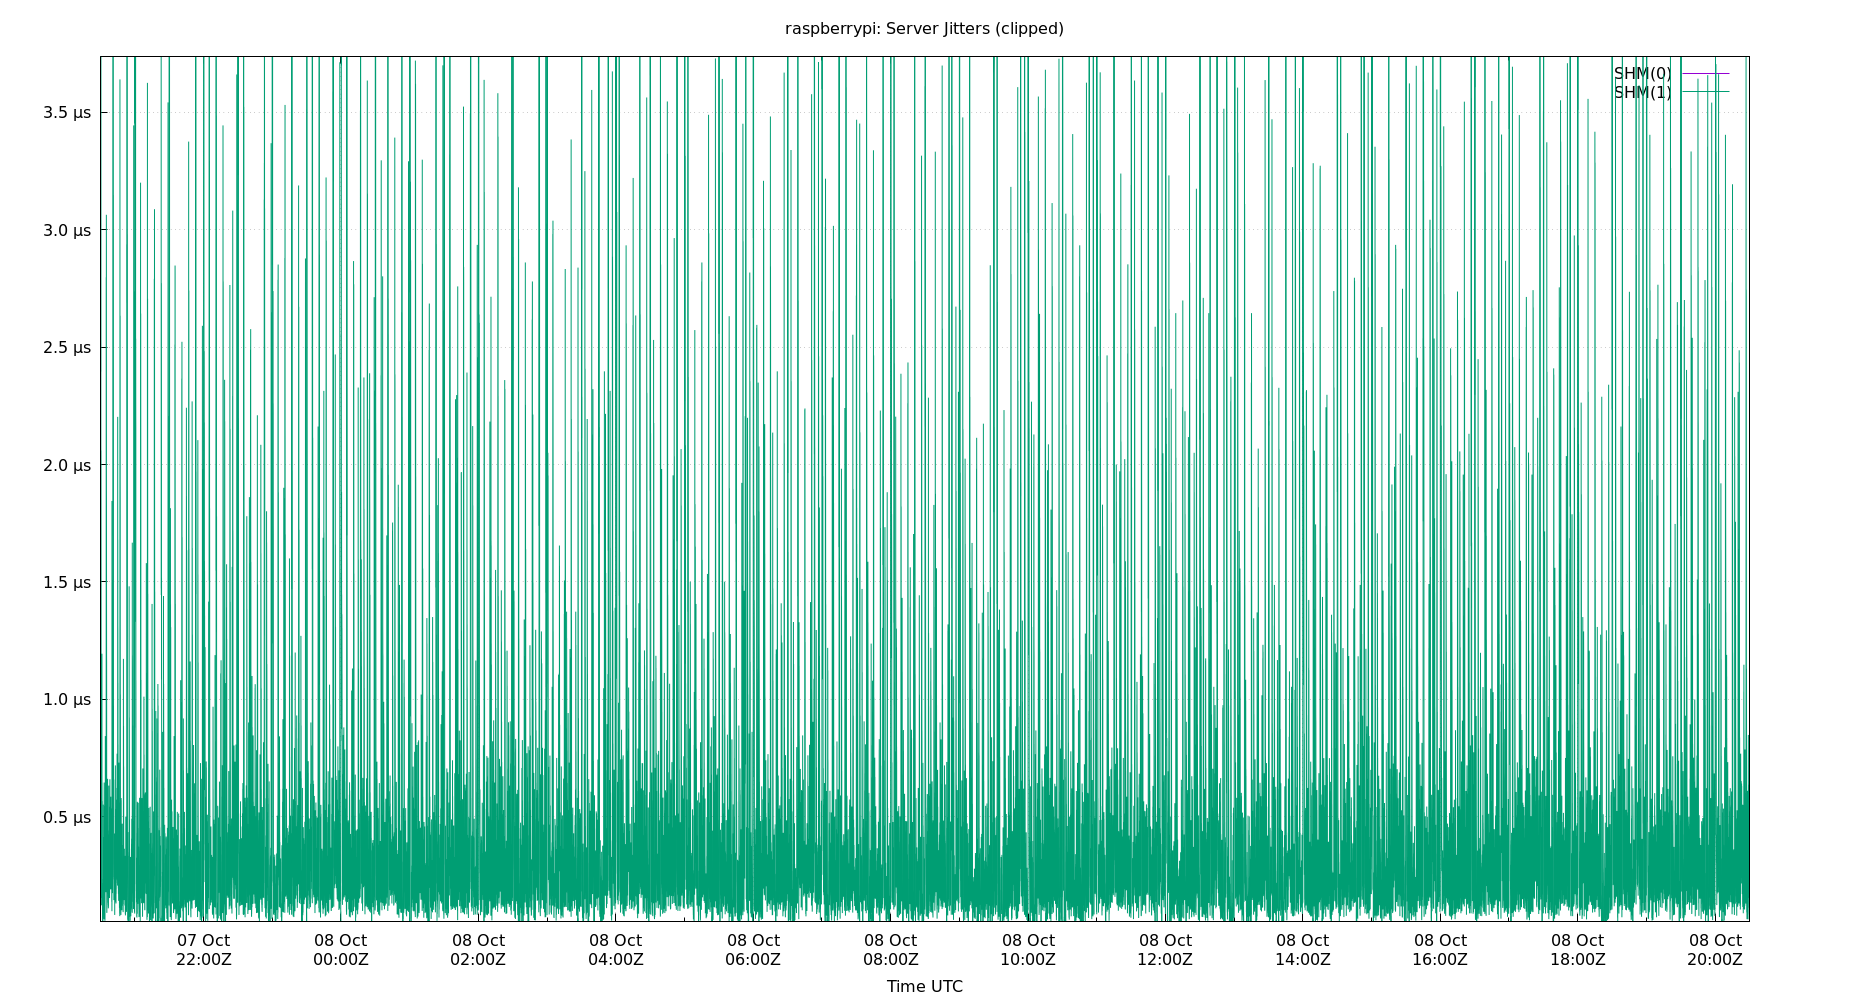 raspberrypi: Server Jitters (clipped)
SHM(0)
SHM(1)
3.5 µs
3.0 µs
2.5 µs
2.0 µs
1.5 µs
1.0 µs
0.5 µs
07 Oct 08 Oct 08 Oct 08 Oct 08 Oct 08 Oct 08 Oct 08 Oct 08 Oct 08 Oct 08 Oct 08 Oct
22:00Z 00:00Z 02:00Z 04:00Z 06:00Z 08:00Z 10:00Z 12:00Z 14:00Z 16:00Z 18:00Z 20:00Z
Time UTC